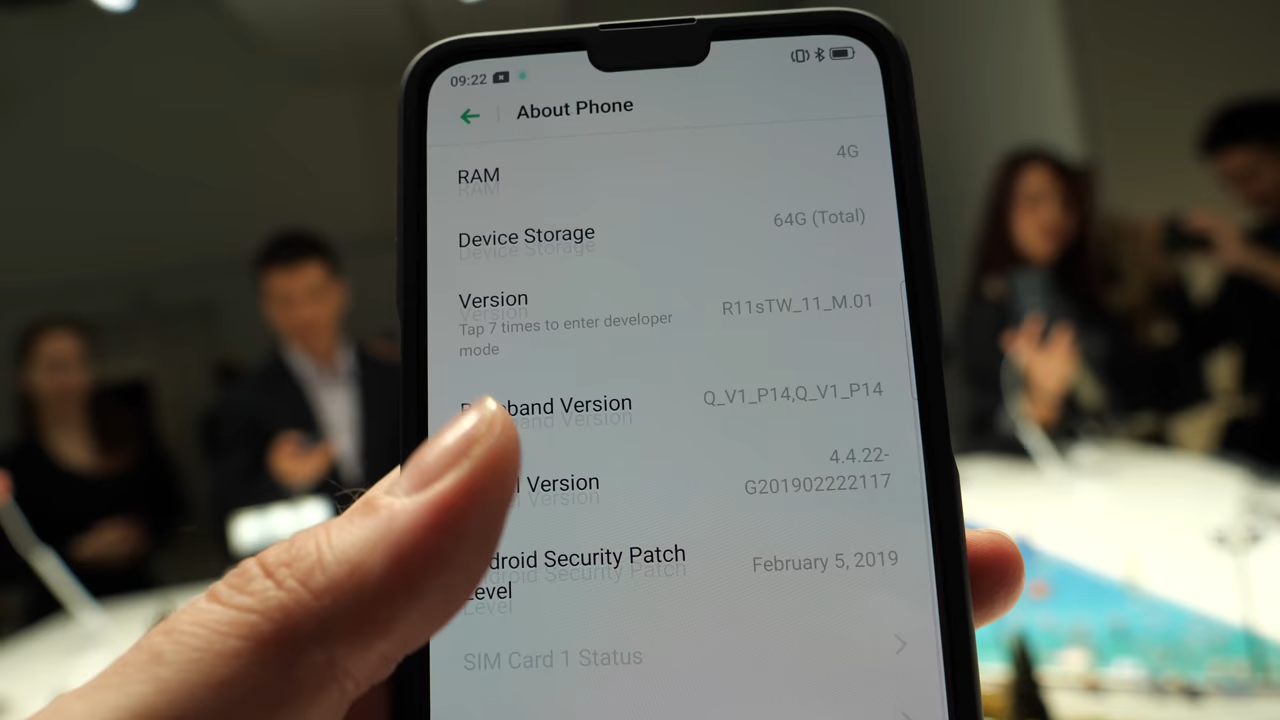 09:22
About Phone
RAM
4G
Device Storage
64G (Total)
Version
R11sTW_11_M.01
Tap 7 times to enter developer
mode
band Version
Q_V1_P14,Q_V1_P14
l Version
4.4.22-
G201902222117
droid Security Patch
Level
February 5, 2019
SIM Card 1 Status